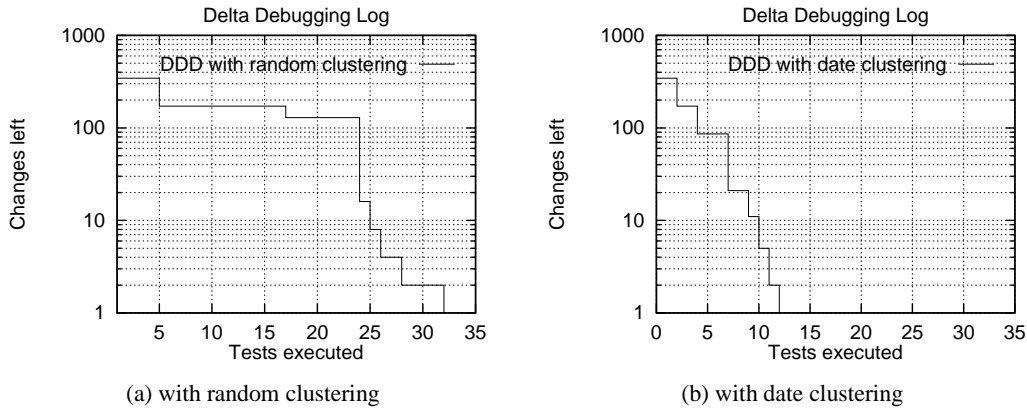 Delta Debugging Log
1000
DDD with random clustering
100
10
1
Changes left
5 10 15 20 25 30 35
Tests executed
(a) with random clustering
Delta Debugging Log
1000
DDD with date clustering
100
10
1
Changes left
0 5 10 15 20 25 30 35
Tests executed
(b) with date clustering